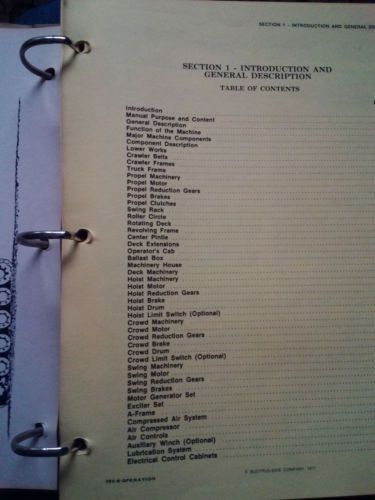 SECTION 1 - INTRODUCTION AND GENERAL
SECTION 1 - INTRODUCTION AND
GENERAL DESCRIPTION
TABLE OF CONTENTS
Introduction
Manual Purpose and Content
General Description
Function of the Machine
Major Machine Components
Component Description
Lower Works
Crawler Belts
Crawler Frames
Truck Frame
Propel Machinery
Propel Motor
Propel Reduction Gears
Propel Brakes
Propel Clutches
Swing Rack
Roller Circle
Rotating Deck
Revolving Frame
Center Pintle
Deck Extensions
Operator's Cab
Ballast Box
Machinery House
Deck Machinery
Hoist Machinery
Hoist Motor
Hoist Reduction Gears
Hoist Brake
Hoist Drum
Hoist Limit Switch (Optional)
Crowd Machinery
Crowd Motor
Crowd Reduction Gears
Crowd Brake
Crowd Drum
Crowd Limit Switch (Optional)
Swing Machinery
Swing Motor
Swing Reduction Gears
Swing Brakes
Motor Generator Set
Exciter Set
A-Frame
Compressed Air System
Air Compressor
Air Controls
Auxiliary Winch (Optional)
Lubrication System
Electrical Control Cabinets
© BUCYRUS-ERIE COMPANY, 1977
-B-OPERATION